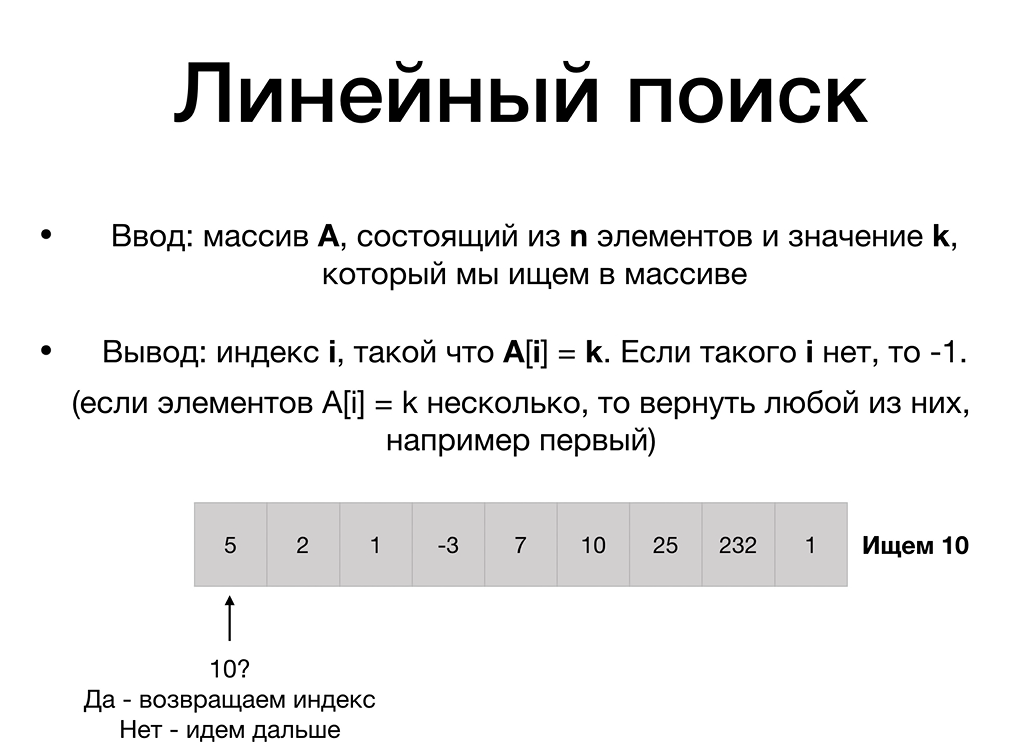 Линейный поиск
• Ввод: массив A, состоящий из n элементов и значение k,
который мы ищем в массиве
• Вывод: индекс i, такой что A[i] = k. Если такого i нет, то -1.
(если элементов A[i] = k несколько, то вернуть любой из них,
например первый)
5 2 1 -3 7 10 25 232 1 Ищем 10
10?
Да - возвращаем индекс
Нет - идем дальше